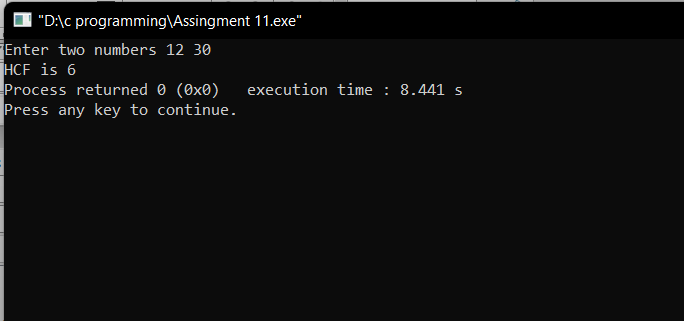 "D:\c programming\Assingment 11.exe"
Enter two numbers 12 30
HCF is 6
Process returned 0 (0x0)   execution time : 8.441 s
Press any key to continue.